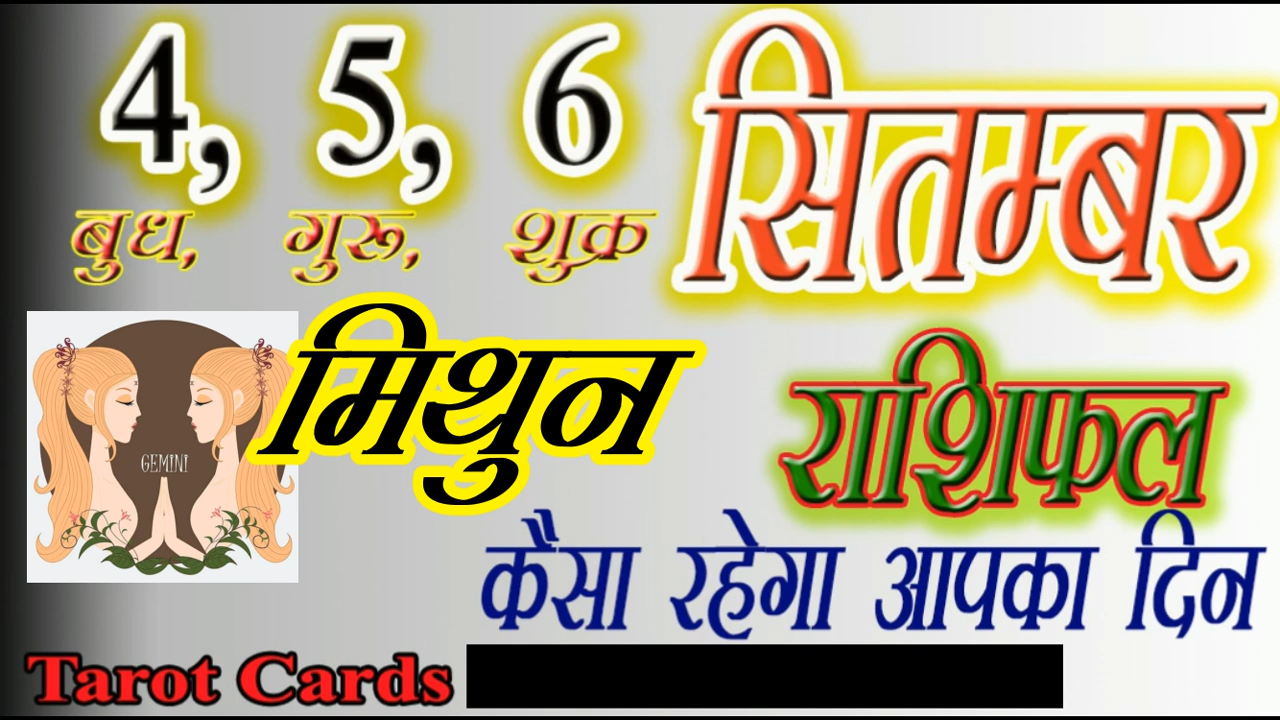 4, 5, 6 सितम्बर
बुध, गुरू, शुक्र
GEMINI
मिथुन
राशिफल
कैसा रहेगा आपका दिन
Tarot Cards